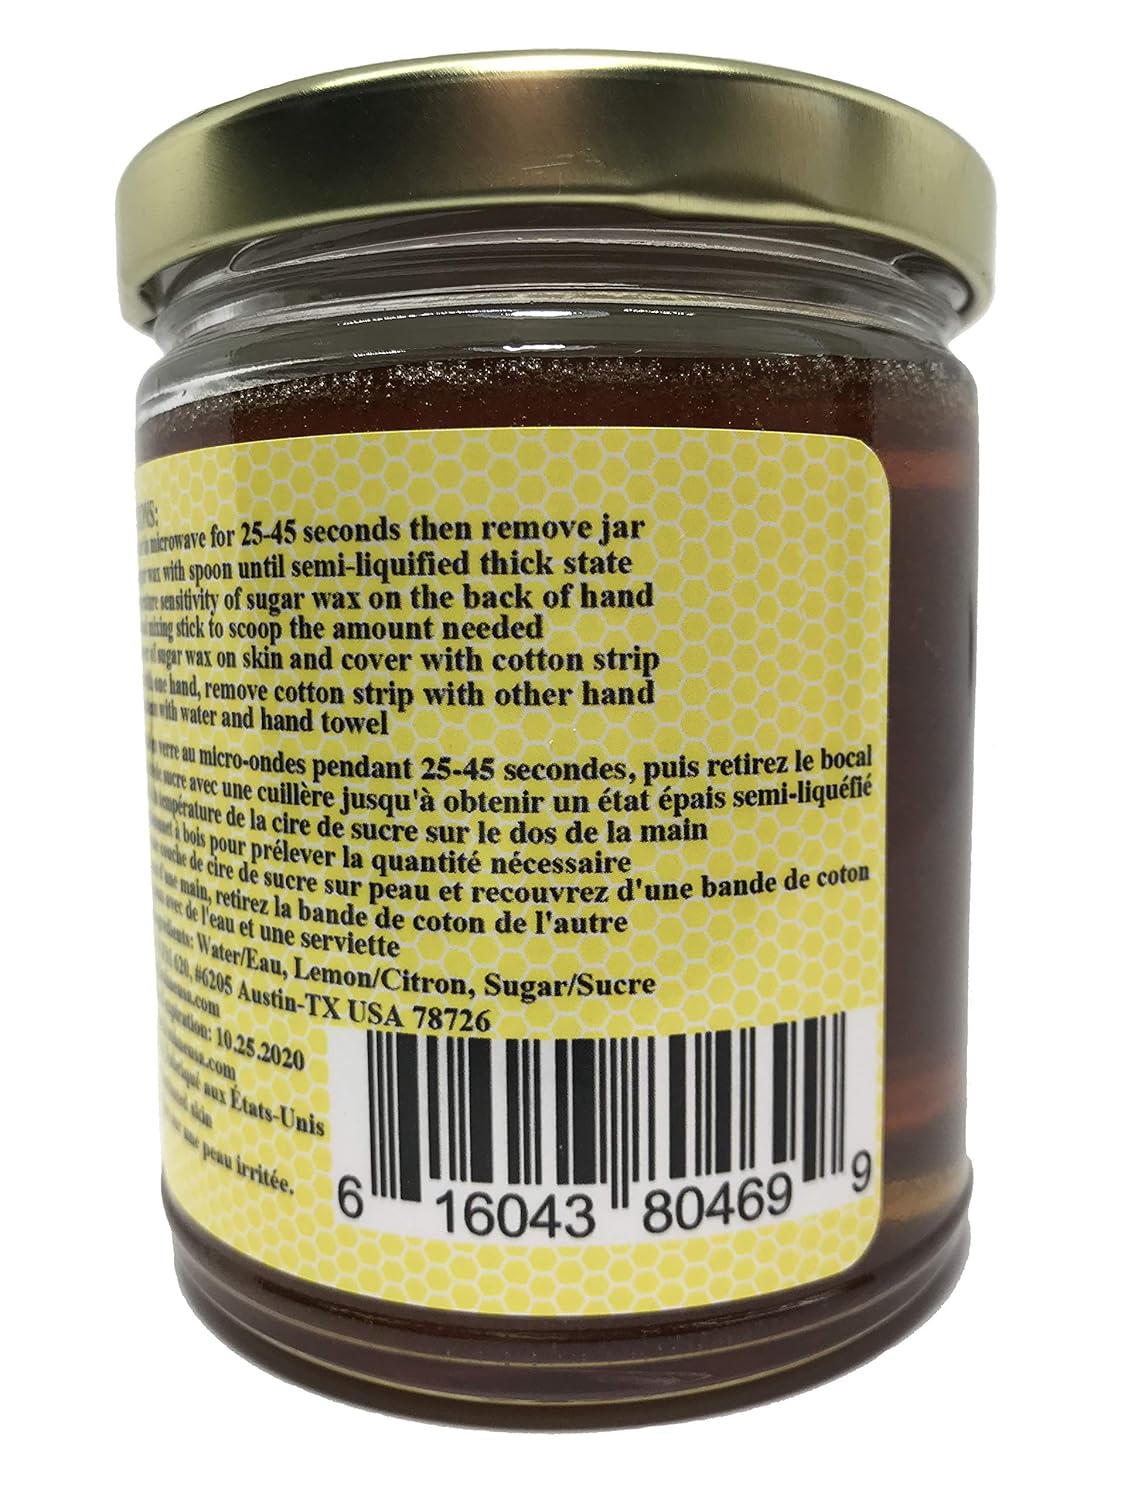 microwave for 25-45 seconds then remove jar
wax with spoon until semi-liquified thick state
sensitivity of sugar wax on the back of hand
mixing stick to scoop the amount needed
of sugar wax on skin and cover with cotton strip
one hand, remove cotton strip with other hand
with water and hand towel
verre au micro-ondes pendant 25-45 secondes, puis retirez le bocal
sucre avec une cuillère jusqu'à obtenir un état épais semi-liquéfié
température de la cire de sucre sur le dos de la main
à bois pour prélever la quantité nécessaire
couche de cire de sucre sur peau et recouvrez d'une bande de coton
d'une main, retirez la bande de coton de l'autre
avec de l'eau et une serviette
Water/Eau, Lemon/Citron, Sugar/Sucre
620, #6205 Austin-TX USA 78726
10.25.2020
aux États-Unis
skin
sur une peau irritée.
6 16043 80469 9